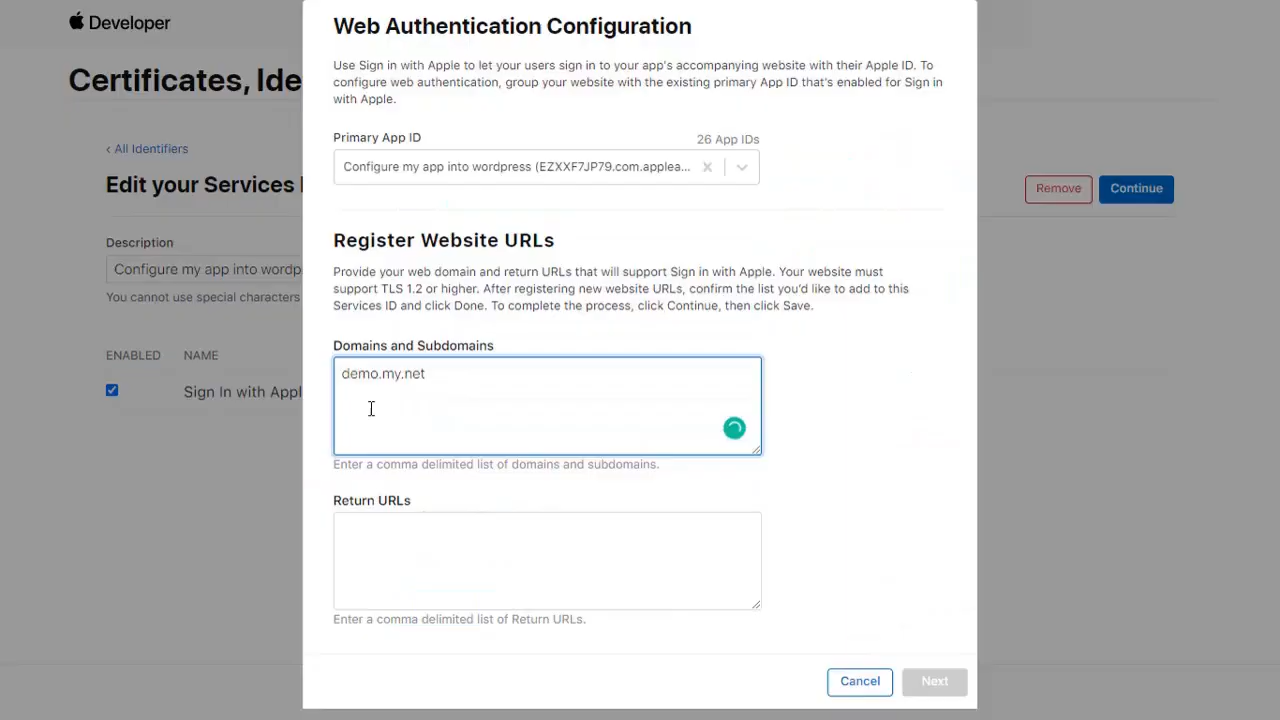 Developer
Certificates, Ide
‹ All Identifiers
Edit your Services
Remove
Continue
Description
Configure my app into wordp
You cannot use special characters
ENABLED
NAME
Sign In with Appl
Web Authentication Configuration
Use Sign in with Apple to let your users sign in to your app's accompanying website with their Apple ID. To
configure web authentication, group your website with the existing primary App ID that's enabled for Sign in
with Apple.
Primary App ID
26 App IDs
Configure my app into wordpress (EZXXF7JP79.com.applea...
Register Website URLs
Provide your web domain and return URLs that will support Sign in with Apple. Your website must
support TLS 1.2 or higher. After registering new website URLs, confirm the list you'd like to add to this
Services ID and click Done. To complete the process, click Continue, then click Save.
Domains and Subdomains
demo.my.net
Enter a comma delimited list of domains and subdomains.
Return URLs
Enter a comma delimited list of Return URLs.
Cancel
Next